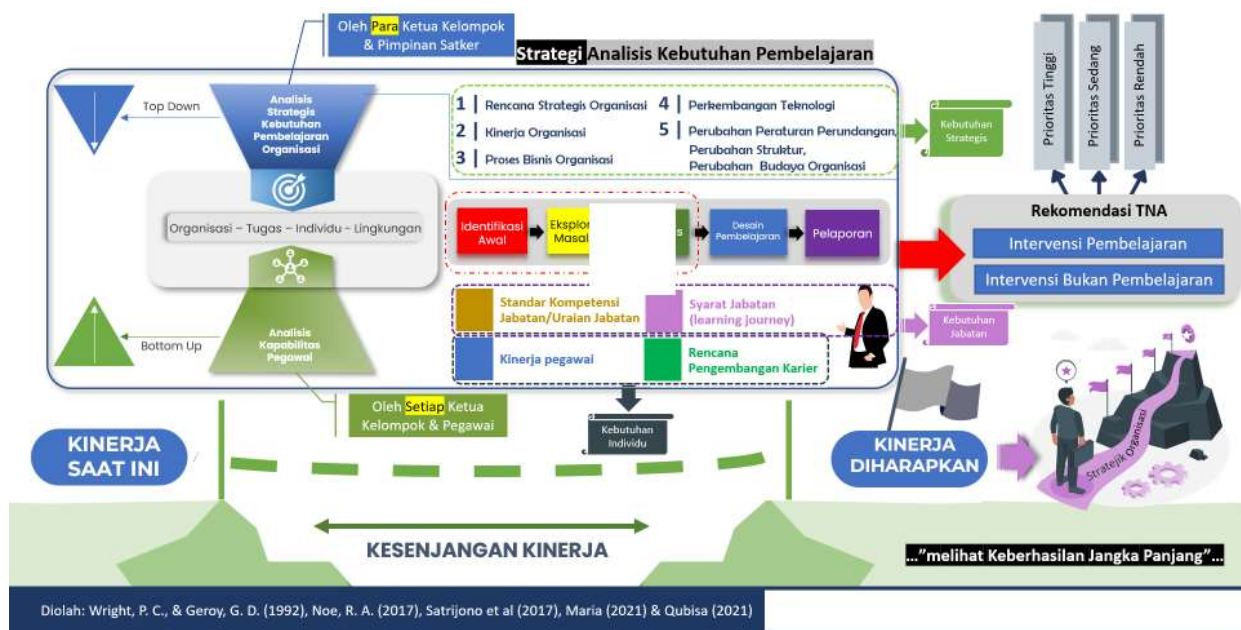 Oleh Para Ketua Kelompok
& Pimpinan Satker
Strategi Analisis Kebutuhan Pembelajaran
Top Down
Analisis
Strategis
Kebutuhan
Pembelajaran
Organisasi
1 | Rencana Strategis Organisasi
2 | Kinerja Organisasi
3 | Proses Bisnis Organisasi
4 | Perkembangan Teknologi
5 | Perubahan Peraturan Perundangan,
Perubahan Struktur,
Perubahan Budaya Organisasi
Kebutuhan
Strategis
Prioritas Tinggi
Prioritas Sedang
Prioritas Rendah
Organisasi – Tugas – Individu - Lingkungan
Identifikasi
Awal
Desain
Pembelajaran
Pelaporan
Rekomendasi TNA
Intervensi Pembelajaran
Intervensi Bukan Pembelajaran
Bottom Up
Analisis
Kapabilitas
Pegawai
Standar Kompetensi
Jabatan/Uraian Jabatan
Syarat Jabatan
(learning journey)
Kinerja pegawai
Rencana
Pengembangan Karier
Kebutuhan
Jabatan
Oleh Setiap Ketua
Kelompok & Pegawai
Kebutuhan
Individu
KINERJA
SAAT INI
KINERJA
DIHARAPKAN
Stratejik Organisasi
KESENJANGAN KINERJA
..."melihat Keberhasilan Jangka Panjang"...
Diolah: Wright, P. C., & Geroy, G. D. (1992), Noe, R. A. (2017), Satrijono et al (2017), Maria (2021) & Qubisa (2021)